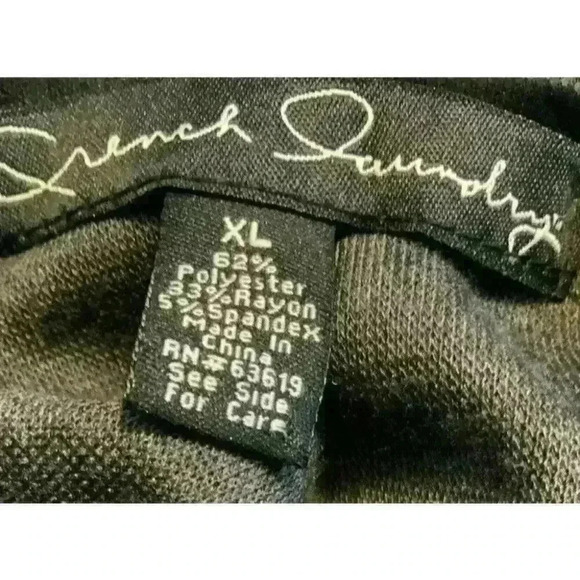 French Laundry
XL
62%
Polyester
33%Rayon
5%Spandex
Made In
China
RN#63619
See Side
For Care